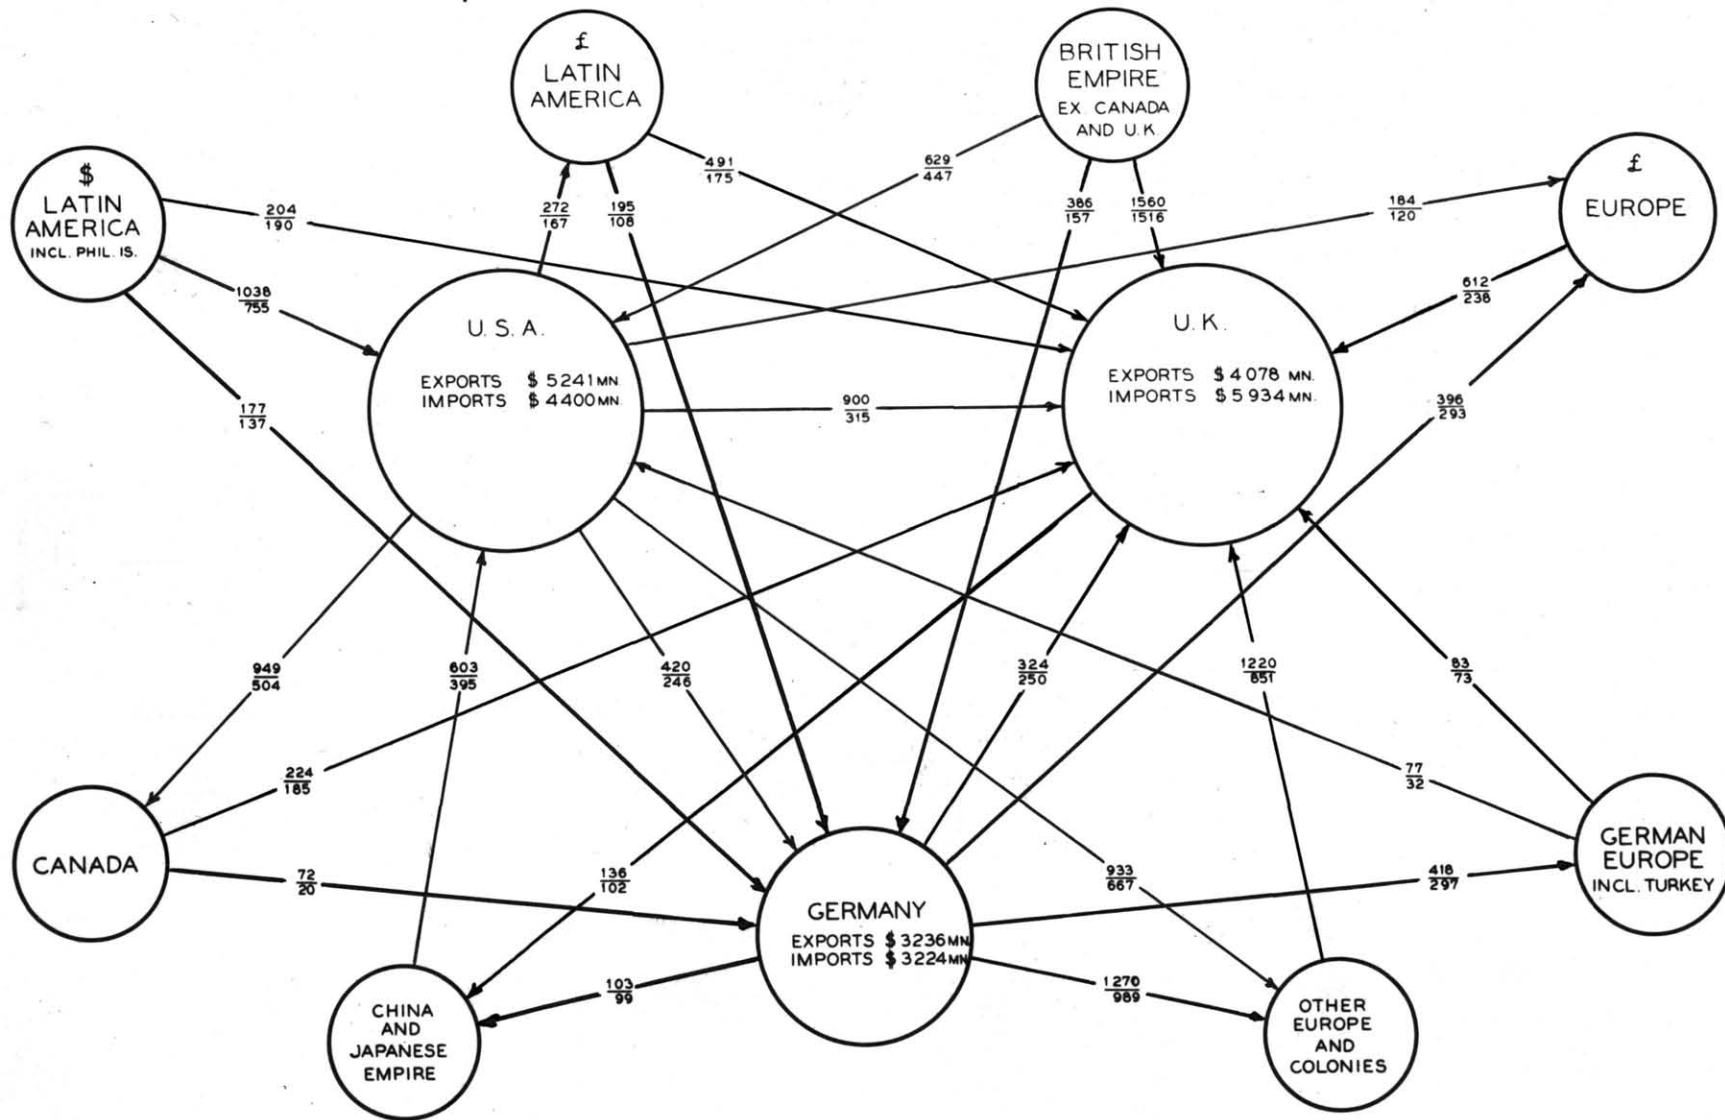 £
LATIN
AMERICA
BRITISH
EMPIRE
EX. CANADA
AND U.K.
$
LATIN
AMERICA
INCL. PHIL. IS.
£
EUROPE
491
175
629
447
204
190
272
167
195
108
386
157
1560
1516
184
120
1038
755
612
238
U.S.A.
EXPORTS $5241 MN.
IMPORTS $4400 MN.
U.K.
EXPORTS $4078 MN.
IMPORTS $5934 MN.
177
137
900
315
396
293
949
504
603
395
420
246
324
250
1220
851
83
73
224
185
77
32
CANADA
72
20
136
102
933
667
418
297
GERMAN
EUROPE
INCL. TURKEY
GERMANY
EXPORTS $3236 MN
IMPORTS $3224 MN
103
99
1270
989
CHINA
AND
JAPANESE
EMPIRE
OTHER
EUROPE
AND
COLONIES